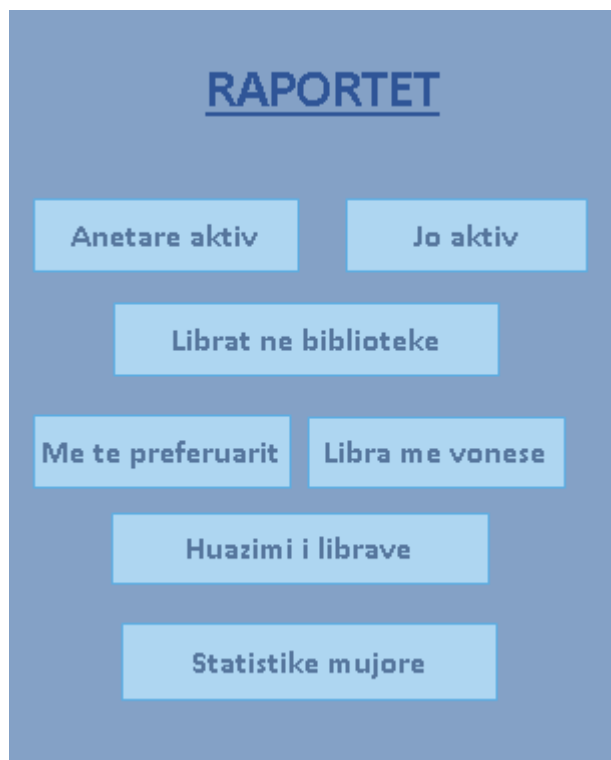 RAPORTET
Anetare aktiv
Jo aktiv
Librat ne biblioteke
Me te preferuarit
Libra me vonese
Huazimi i librave
Statistike mujore